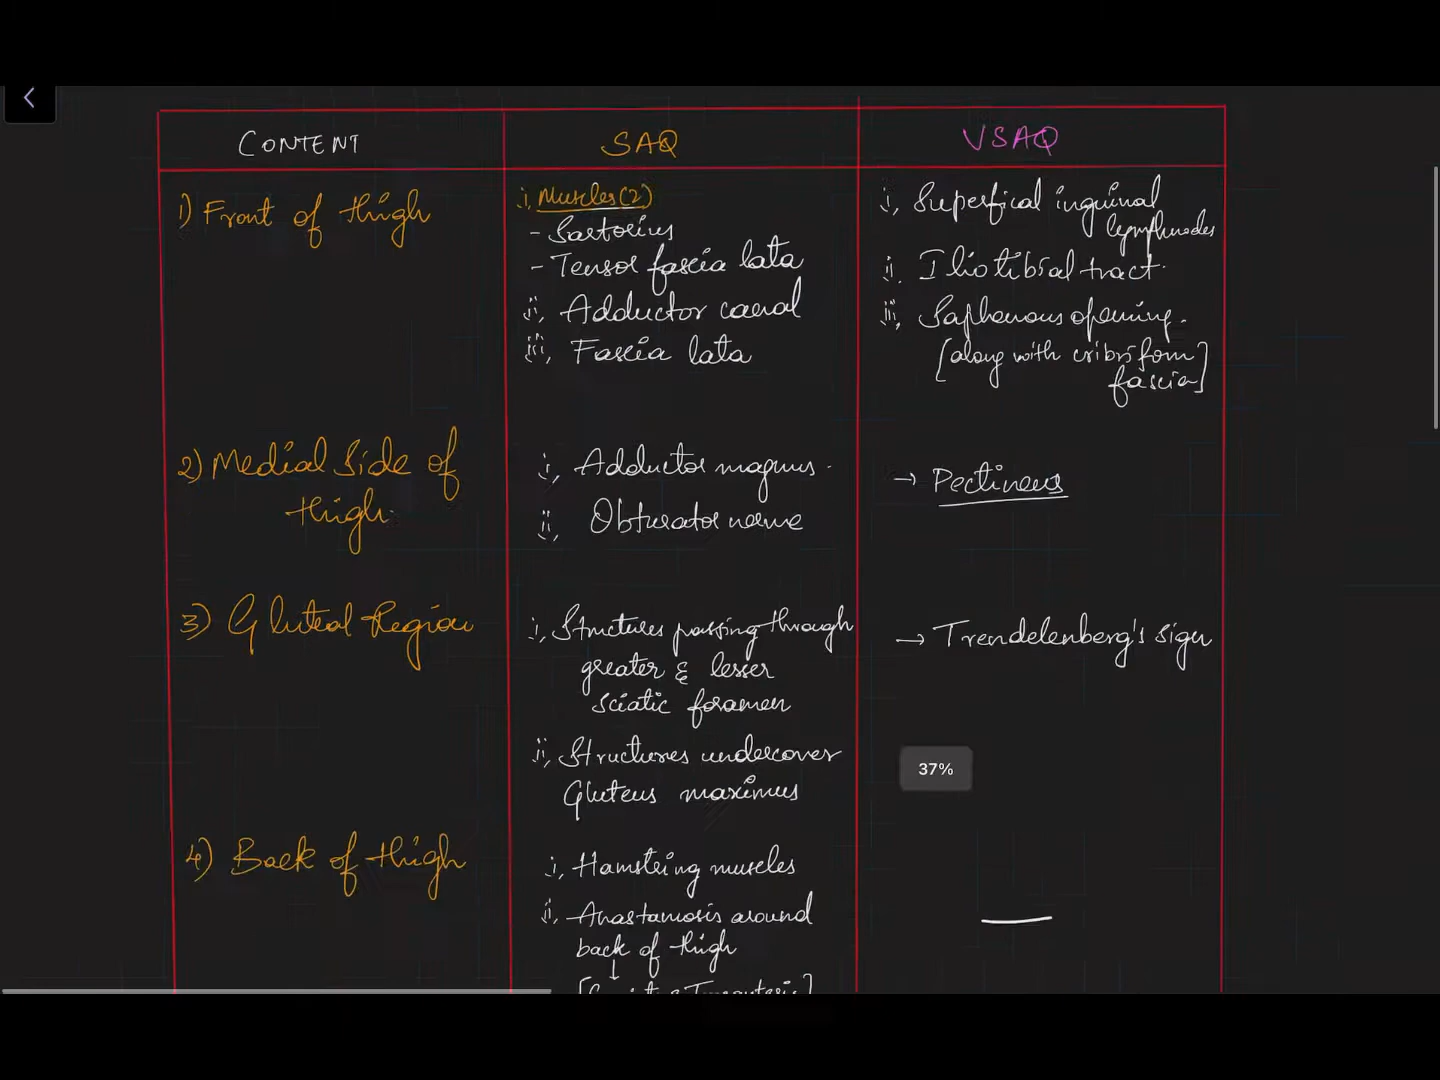 CONTENT
SAQ
VSAQ
1) Front of thigh
i, Muscles (2)
- Sartorius
- Tensor fascia lata
ii, Adductor canal
iii, Fascia lata
i, Superfical inguinal
lymphnodes
ii. Iliotibial tract.
iii, Saphenous opening.
[along with cribriform
fascia]
2) Medial Side of
thigh.
i, Adductor magnus.
ii, Obturator nerve
→ Pectineus
3) Gluteal Region
i, Structures passing through
greater & lesser
sciatic foramen
ii, Structures undercover
Gluteus maximus
→ Trendelenberg's sign
37%
4) Back of thigh
i, Hamstring muscles
ii, Anastamosis around
back of thigh